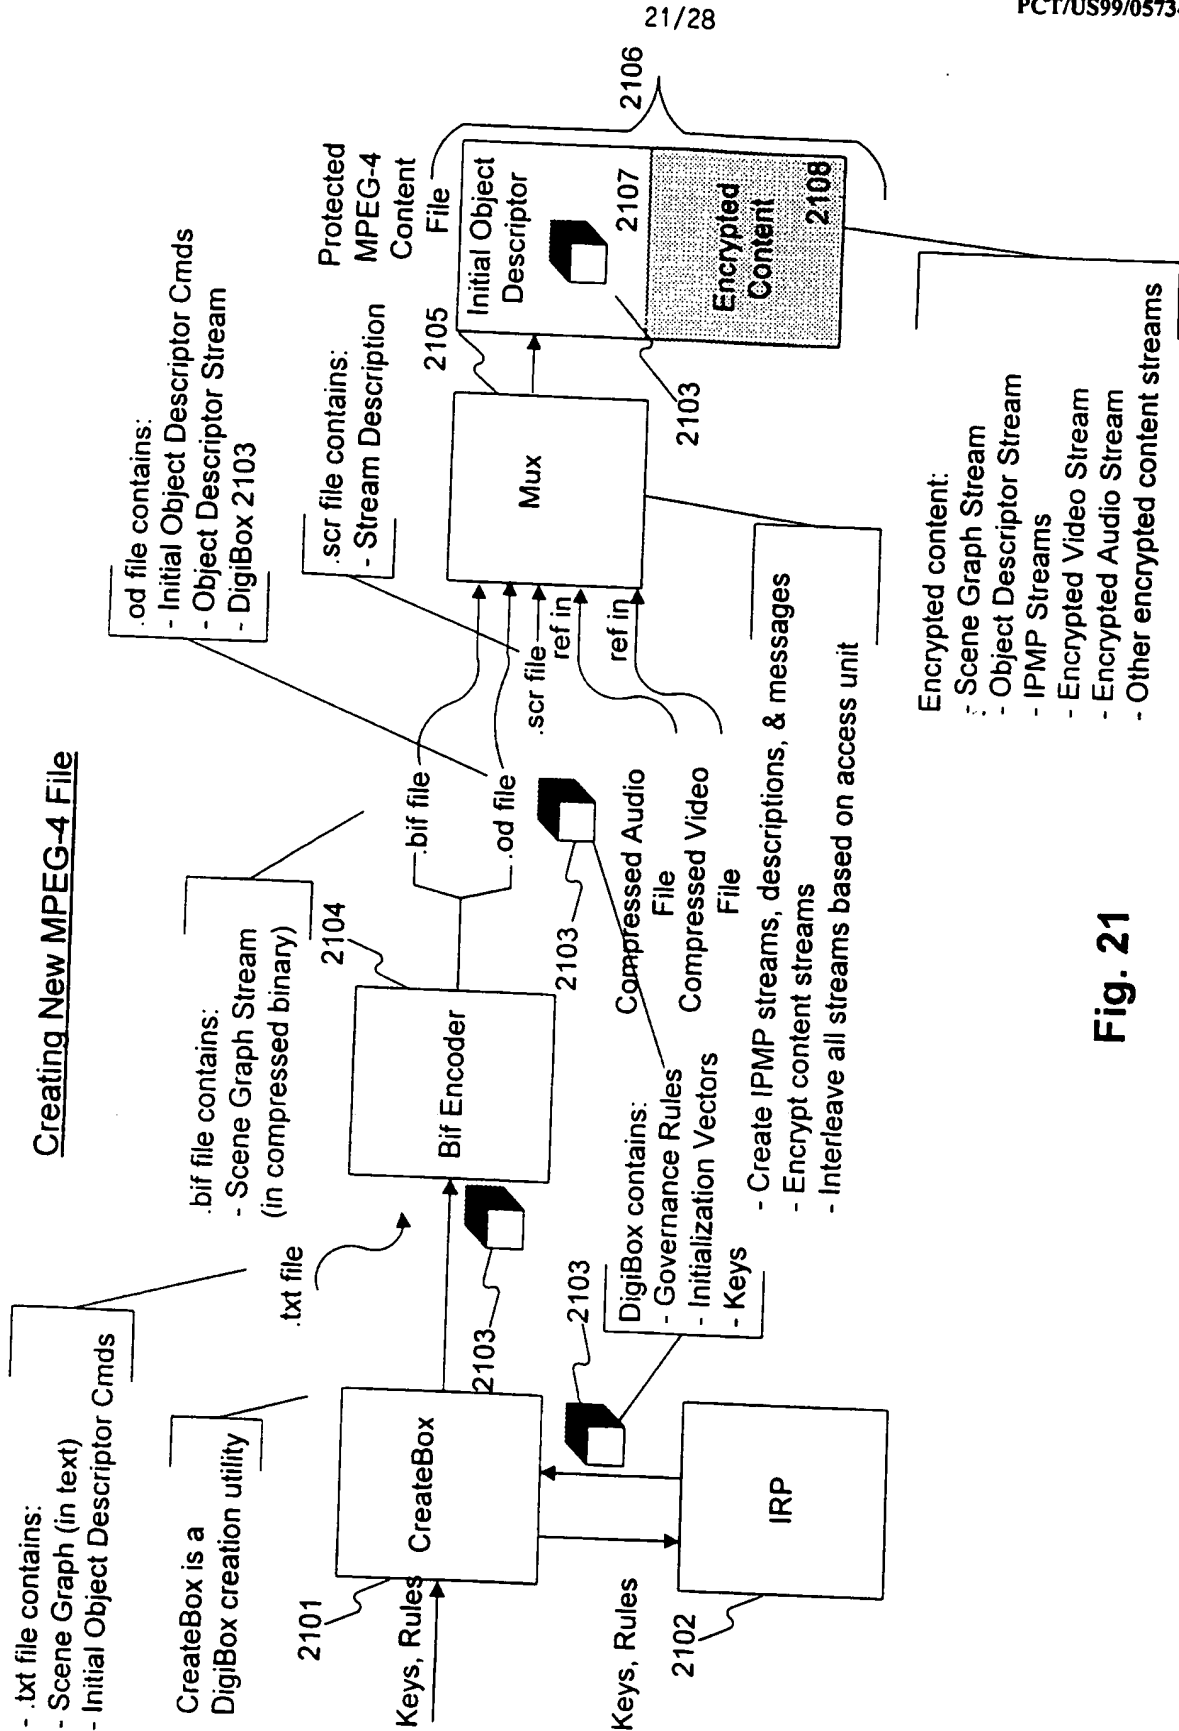 21/28
PCT/US99/0573
Creating New MPEG-4 File
- .txt file contains:
- Scene Graph (in text)
- Initial Object Descriptor Cmds
CreateBox is a
DigiBox creation utility
.bif file contains:
- Scene Graph Stream
(in compressed binary)
.od file contains:
- Initial Object Descriptor Cmds
- Object Descriptor Stream
- DigiBox 2103
.scr file contains:
- Stream Description
Protected
MPEG-4
Content
File
2101
Keys, Rules
CreateBox
.txt file
2103
2104
Bif Encoder
.bif file
.od file
2103
.scr file
ref in
ref in
Compressed Audio
File
Compressed Video
File
Mux
2105
Initial Object
Descriptor
2107
2103
Encrypted
Content
2108
2106
Keys, Rules
2102
IRP
2103
DigiBox contains:
- Governance Rules
- Initialization Vectors
- Keys
- Create IPMP streams, descriptions, & messages
- Encrypt content streams
- Interleave all streams based on access unit
Encrypted content:
- Scene Graph Stream
- Object Descriptor Stream
- IPMP Streams
- Encrypted Video Stream
- Encrypted Audio Stream
- Other encrypted content streams
Fig. 21